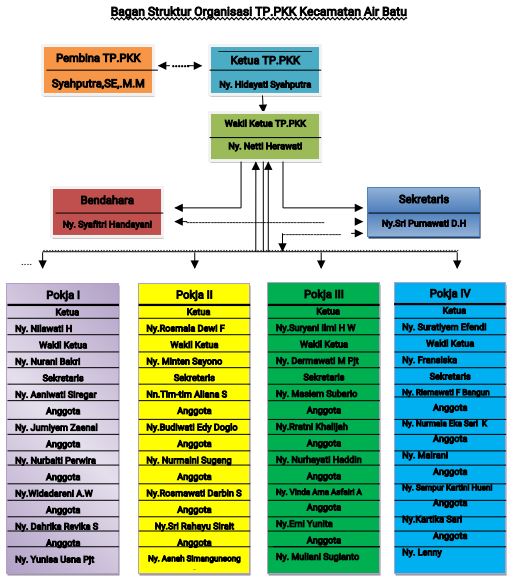 Bagan Struktur Organisasi TP.PKK Kecamatan Air Batu
Pembina TP.PKK
Syahputra,SE,.M.M
Ketua TP.PKK
Ny. Hidayati Syahputra
Wakil Ketua TP.PKK
Ny. Netti Herawati
Bendahara
Ny. Syafitri Handayani
Sekretaris
Ny.Sri Purnawati D.H
Pokja I
Ketua
Ny. Nilawati H
Wakil Ketua
Ny. Nurani Bakri
Sekretaris
Ny. Asniwati Siregar
Anggota
Ny. Jumiyem Zaenal
Anggota
Ny. Nurbaiti Perwira
Anggota
Ny.Widadareni A.W
Anggota
Ny. Dahrika Revika S
Anggota
Ny. Yunisa Usna Pjt
Pokja II
Ketua
Ny.Rosmala Dewi F
Wakil Ketua
Ny. Minten Sayono
Sekretaris
Nn.Tim-tim Aliana S
Anggota
Ny.Budiwati Edy Doglo
Anggota
Ny. Nurmaini Sugeng
Anggota
Ny.Rosmawati Darbin S
Anggota
Ny.Sri Rahayu Sirait
Anggota
Ny. Asnah Simangunsong
Pokja III
Ketua
Ny.Suryani Ilmi H W
Wakil Ketua
Ny. Dermawati M Pjt
Sekretaris
Ny. Masiem Subario
Anggota
Ny.Rratni Khalijah
Anggota
Ny. Nurhayati Haddin
Anggota
Ny. Vinda Ama Asfairi A
Anggota
Ny.Erni Yunita
Anggota
Ny. Muliani Sugianto
Pokja IV
Ketua
Ny. Suratiyem Efendi
Wakil Ketua
Ny. Fransiska
Sekretaris
Ny. Rismawati F Bangun
Anggota
Ny. Nurmala Eka Sari K
Anggota
Ny. Mairani
Anggota
Ny. Sampur Kartini Husni
Anggota
Ny.Kartika Sari
Anggota
Ny. Lenny